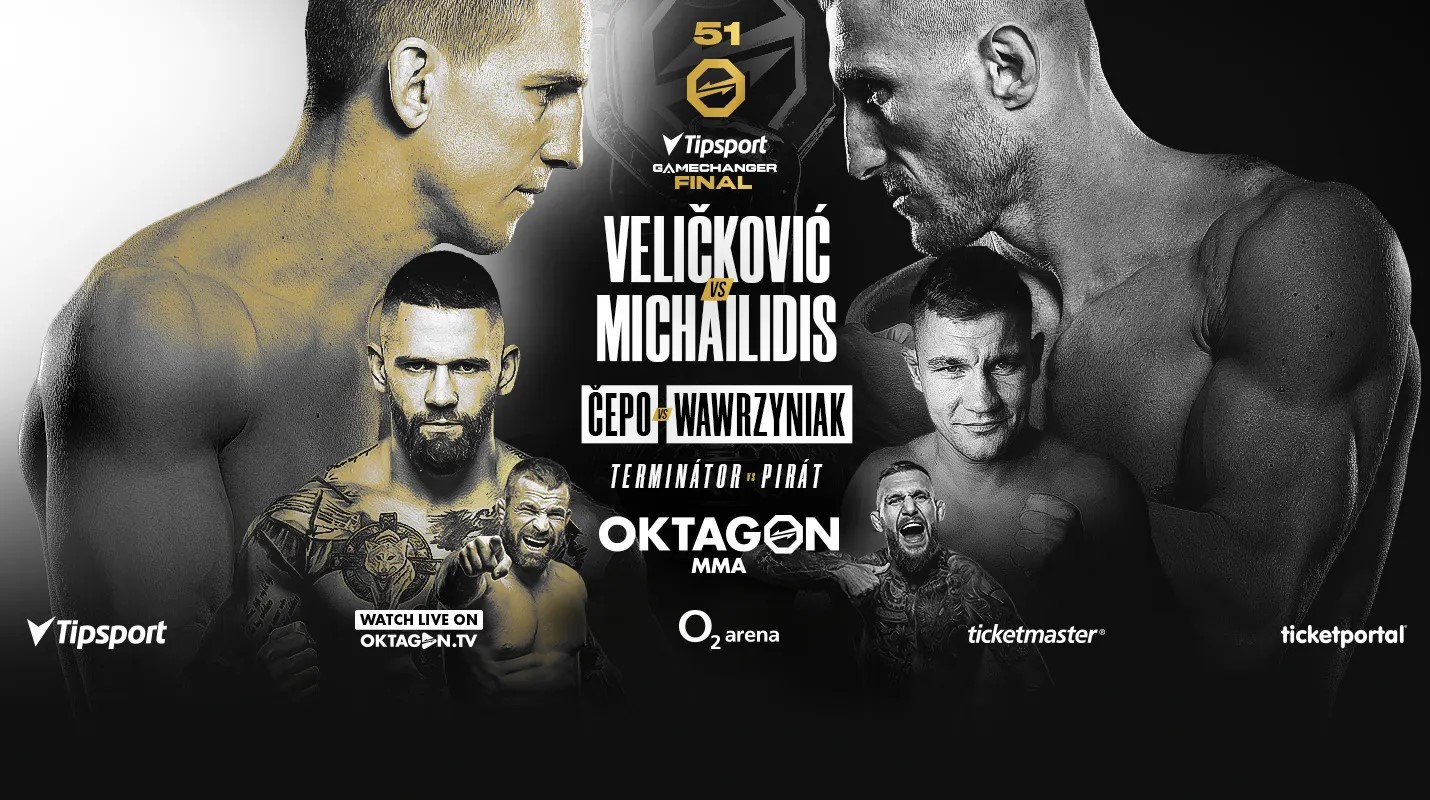 51
Tipsport
GAMECHANGER
FINAL
VELIČKOVIĆ
VS
MICHAILIDIS
ČEPO VS WAWRZYNIAK
TERMINÁTOR VS PIRÁT
OKTAGON
MMA
Tipsport
WATCH LIVE ON
OKTAGON.TV
O2 arena
ticketmaster®
ticketportal